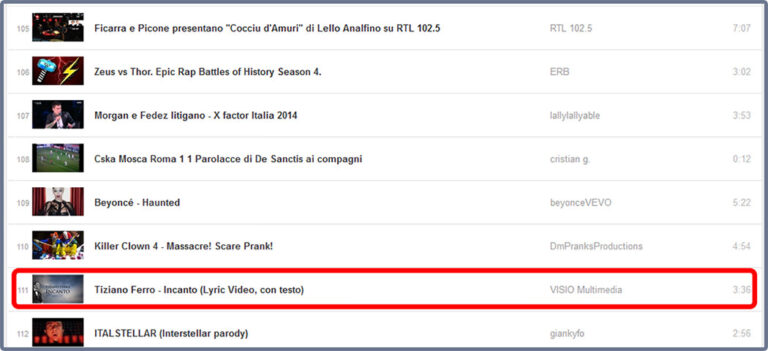 105 Ficarra e Picone presentano "Cocciu d'Amuri" di Lello Analfino su RTL 102.5 RTL 102.5 7:07
106 Zeus vs Thor. Epic Rap Battles of History Season 4. ERB 3:02
107 Morgan e Fedez litigano - X factor Italia 2014 lallylallyable 3:53
108 Cska Mosca Roma 1 1 Parolacce di De Sanctis ai compagni cristian g. 0:12
109 Beyoncé - Haunted beyonceVEVO 5:22
110 Killer Clown 4 - Massacre! Scare Prank! DmPranksProductions 4:54
111 Tiziano Ferro - Incanto (Lyric Video, con testo) VISIO Multimedia 3:36
INCANTO
112 ITALSTELLAR (Interstellar parody) giankyfo 2:56